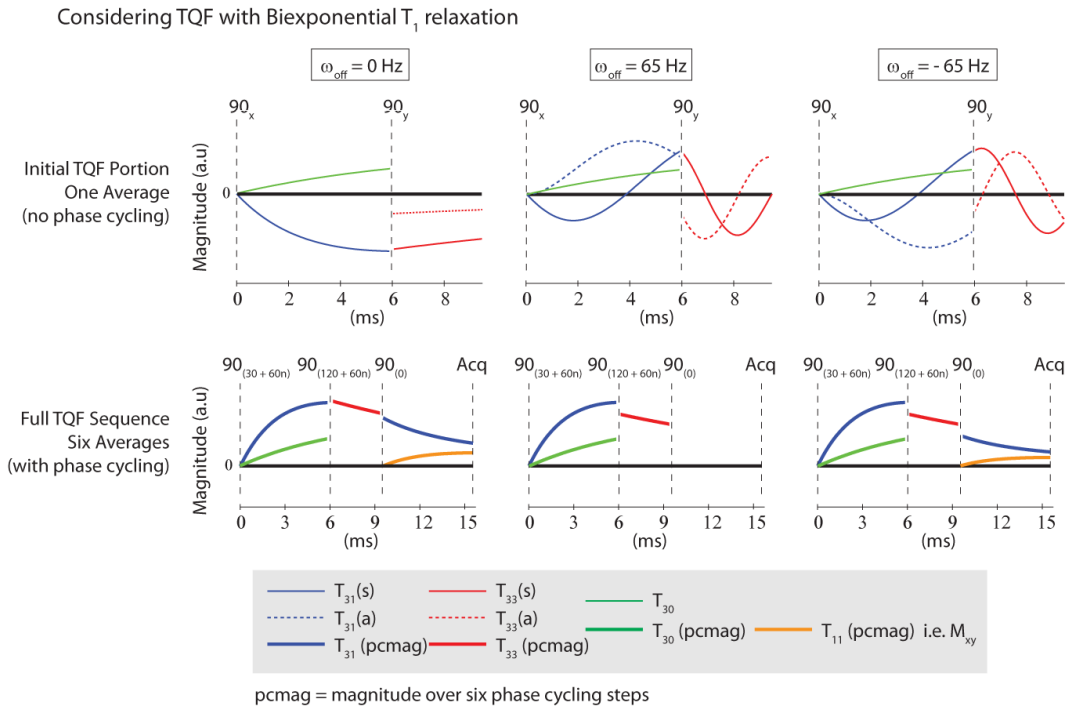 Considering TQF with Biexponential T1 relaxation
ωoff = 0 Hz
ωoff = 65 Hz
ωoff = - 65 Hz
90x 90y
90x 90y
90x 90y
Initial TQF Portion
One Average
(no phase cycling)
Magnitude (a.u)
0
0 2 4 6 8
(ms)
0 2 4 6 8
(ms)
0 2 4 6 8
(ms)
90(30 + 60n) 90(120 + 60n) 90(0) Acq
90(30 + 60n) 90(120 + 60n) 90(0) Acq
90(30 + 60n) 90(120 + 60n) 90(0) Acq
Full TQF Sequence
Six Averages
(with phase cycling)
Magnitude (a.u)
0
0 3 6 9 12 15
(ms)
0 3 6 9 12 15
(ms)
0 3 6 9 12 15
(ms)
T31(s)
T31(a)
T31 (pcmag)
T33(s)
T33(a)
T33 (pcmag)
T30
T30 (pcmag)
T11 (pcmag) i.e. Mxy
pcmag = magnitude over six phase cycling steps